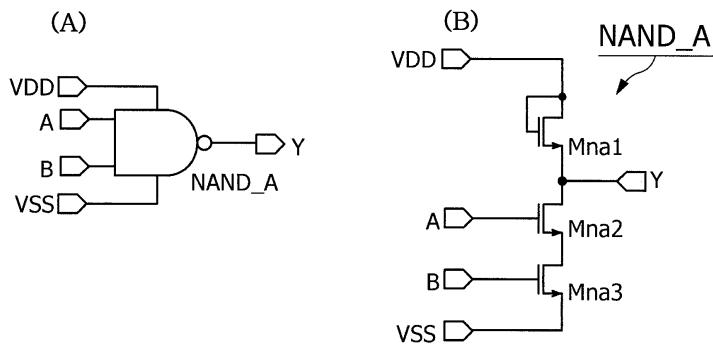 (A)
VDD
A
B
VSS
Y
NAND_A
(B)
NAND_A
VDD
Mna1
Y
A
Mna2
B
Mna3
VSS